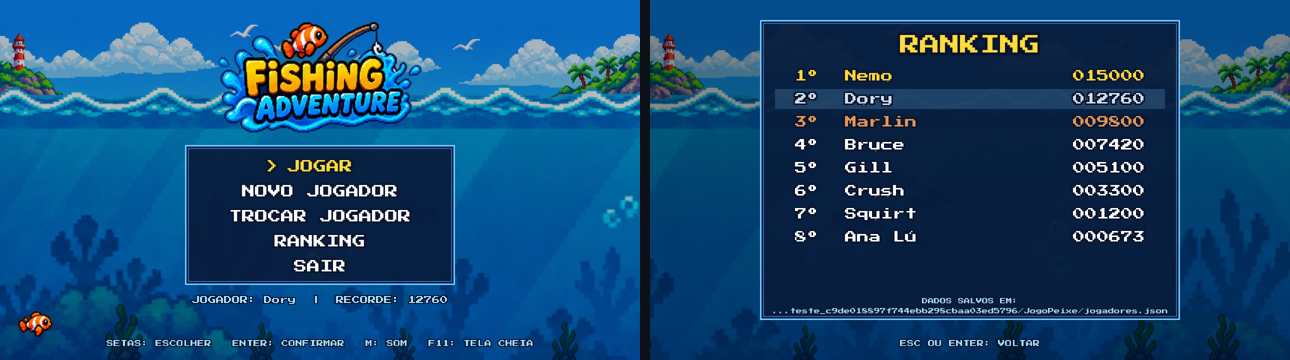 FiSHiNG
ADVENTURE
> JOGAR
NOVO JOGADOR
TROCAR JOGADOR
RANKING
SAIR
JOGADOR: Dory | RECORDE: 12760
SETAS: ESCOLHER ENTER: CONFIRMAR M: SOM F11: TELA CHEIA
RANKING
1º Nemo 015000
2º Dory 012760
3º Marlin 009800
4º Bruce 007420
5º Gill 005100
6º Crush 003300
7º Squirt 001200
8º Ana Lú 000673
DADOS SALVOS EM:
...teste_c9de018897f744ebb298cbaa03ed5796/JogoPeixe/jogadores.json
ESC OU ENTER: VOLTAR